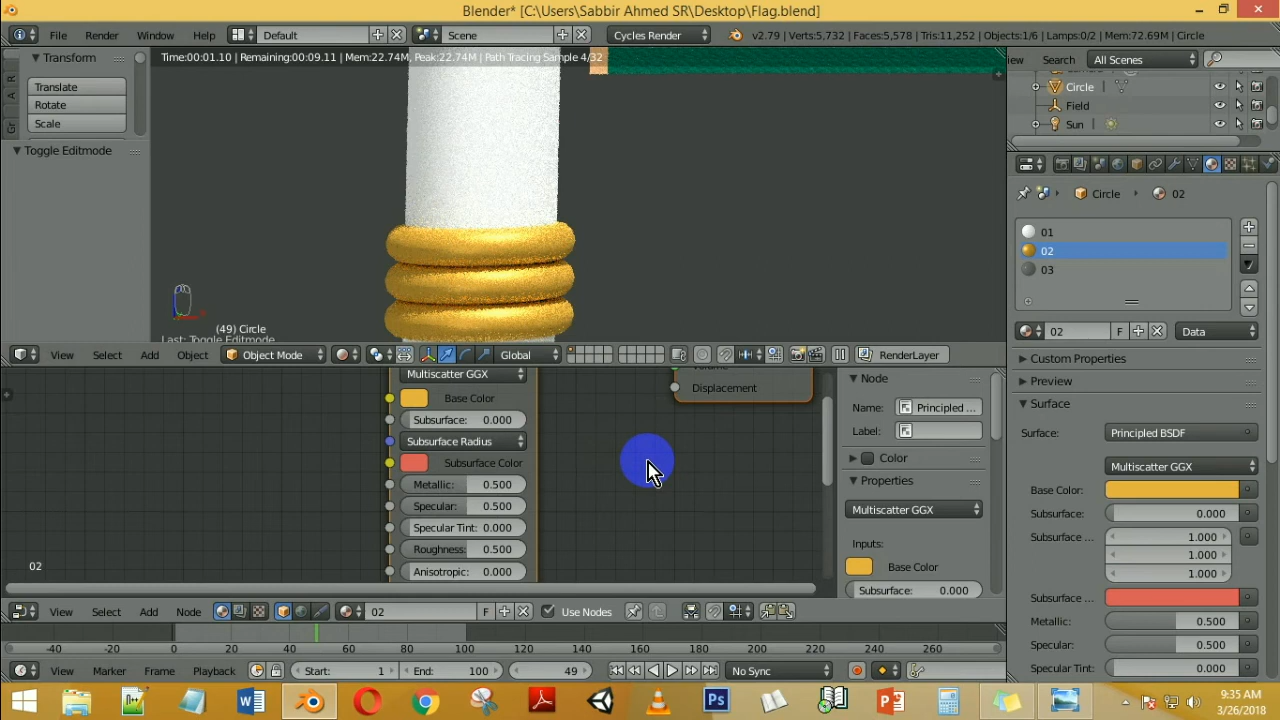 Blender* [C:\Users\Sabbir Ahmed SR\Desktop\Flag.blend]
File Render Window Help Default Scene Cycles Render v2.79 | Verts:5,732 | Faces:5,578 | Tris:11,252 | Objects:1/6 | Lamps:0/2 | Mem:72.69M | Circle
Time:00:01.10 | Remaining:00:09.11 | Mem:22.74M, Peak:22.74M | Path Tracing Sample 4/32
Transform
Translate
Rotate
Scale
Toggle Editmode
R
A
Gr
(49) Circle
Last: Toggle Editmode
View Select Add Object Object Mode Global RenderLayer
Multiscatter GGX
Base Color
Subsurface: 0.000
Subsurface Radius
Subsurface Color
Metallic: 0.500
Specular: 0.500
Specular Tint: 0.000
Roughness: 0.500
Anisotropic: 0.000
Displacement
02
Node
Name: Principled ...
Label:
Color
Properties
Multiscatter GGX
Inputs:
Base Color
Subsurface: 0.000
View Select Add Node 02 F Use Nodes
-40 -20 0 20 40 60 80 100 120 140 160 180 200 220 240 260
View Marker Frame Playback Start: 1 End: 100 49 No Sync
iew Search All Scenes
Circle
Field
Sun
Circle 02
01
02
03
02 F Data
Custom Properties
Preview
Surface
Surface: Principled BSDF
Multiscatter GGX
Base Color:
Subsurface: 0.000
Subsurface ... 1.000
1.000
1.000
Subsurface ...
Metallic: 0.500
Specular: 0.500
Specular Tint: 0.000
Ps
9:35 AM
3/26/2018